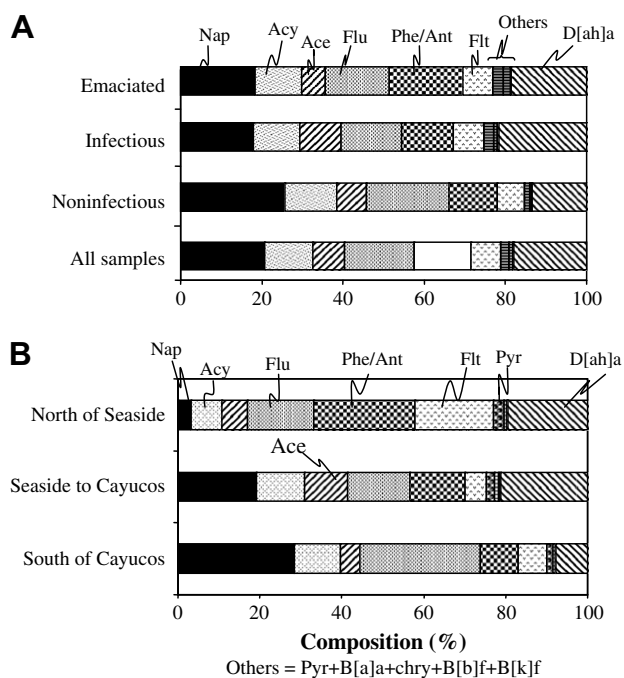 A
Nap
Acy
Ace
Flu
Phe/Ant
Flt
Others
D[ah]a
Emaciated
Infectious
Noninfectious
All samples
0 20 40 60 80 100
B
Nap
Acy
Flu
Phe/Ant
Flt
Pyr
D[ah]a
North of Seaside
Ace
Seaside to Cayucos
South of Cayucos
0 20 40 60 80 100
Composition (%)
Others = Pyr+B[a]a+chry+B[b]f+B[k]f